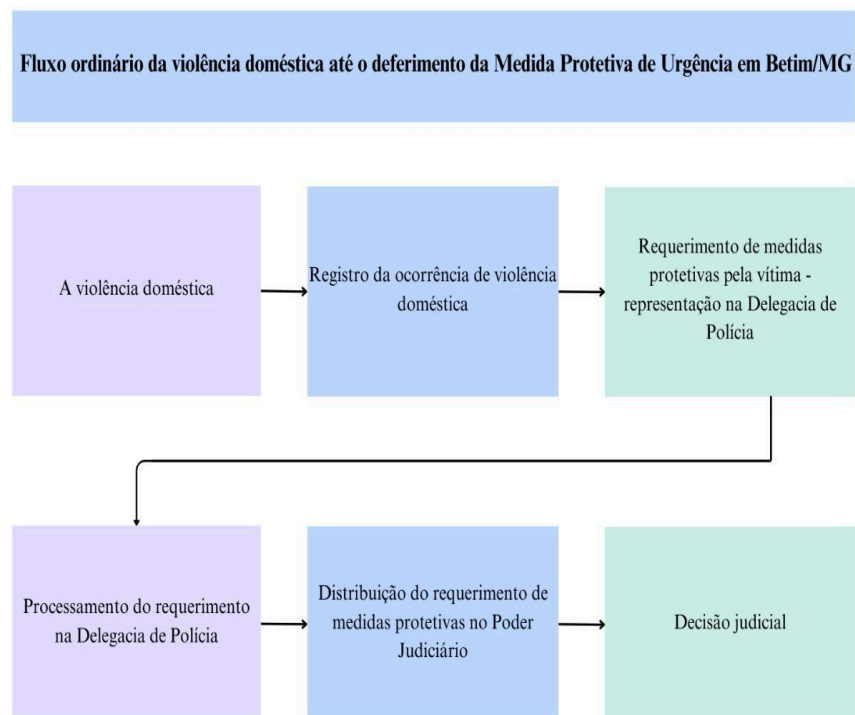 Fluxo ordinário da violência doméstica até o deferimento da Medida Protetiva de Urgência em Betim/MG
A violência doméstica
Registro da ocorrência de violência
doméstica
Requerimento de medidas
protetivas pela vítima -
representação na Delegacia de
Polícia
Processamento do requerimento
na Delegacia de Polícia
Distribuição do requerimento de
medidas protetivas no Poder
Judiciário
Decisão judicial